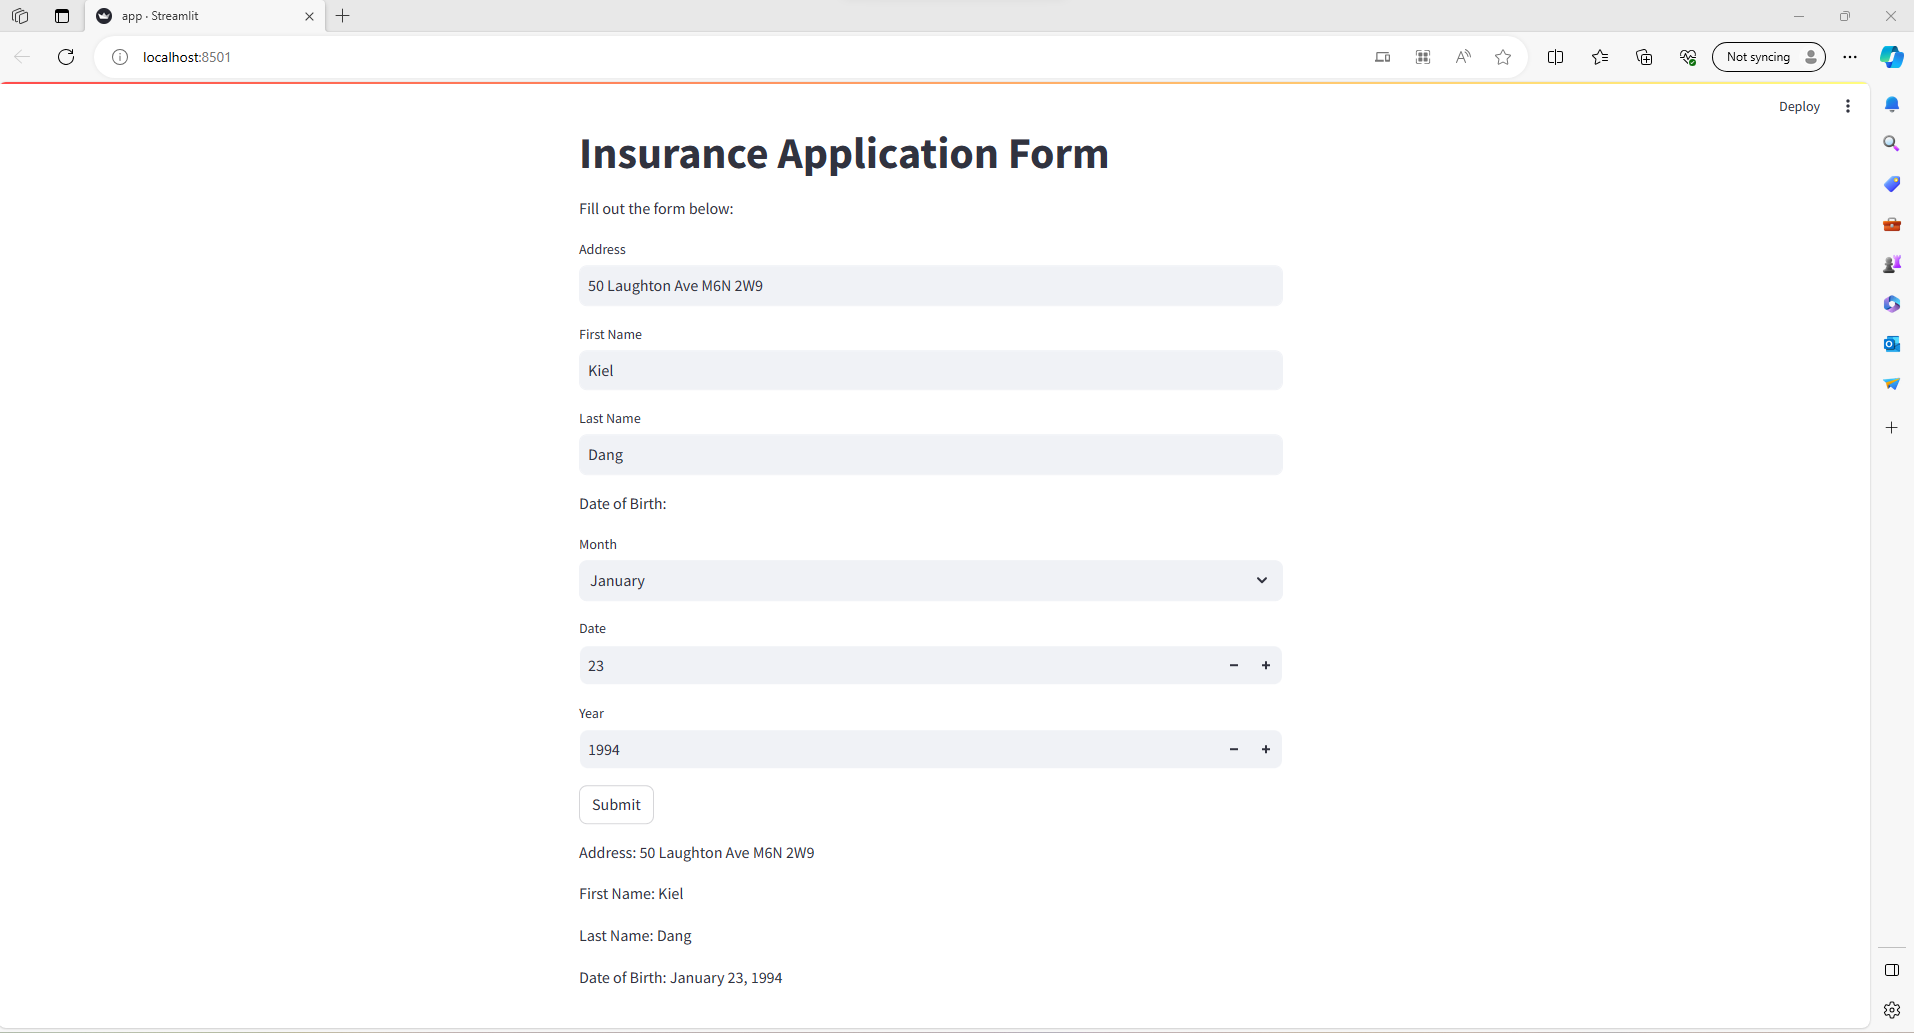 app · Streamlit
localhost:8501
Not syncing
Deploy
Insurance Application Form
Fill out the form below:
Address
50 Laughton Ave M6N 2W9
First Name
Kiel
Last Name
Dang
Date of Birth:
Month
January
Date
23
Year
1994
Submit
Address: 50 Laughton Ave M6N 2W9
First Name: Kiel
Last Name: Dang
Date of Birth: January 23, 1994